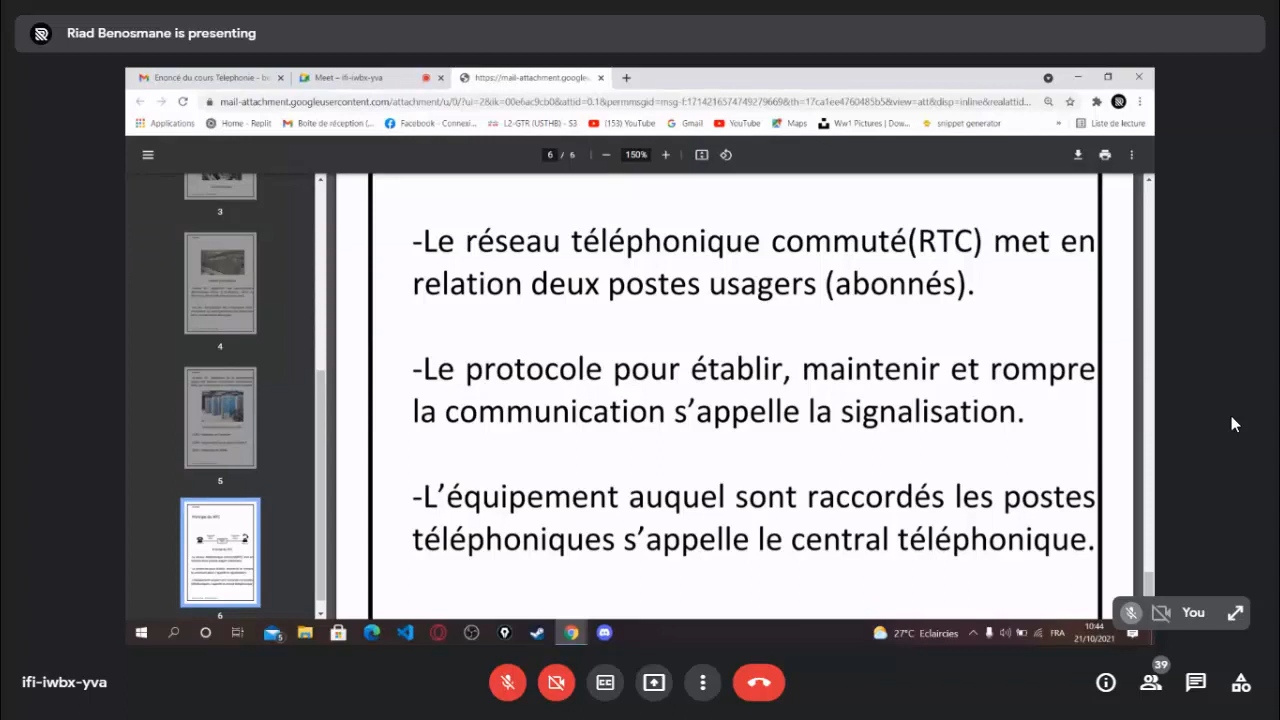 Riad Benosmane is presenting
Enoncé du cours Telephonie - b
Meet – ifi-iwbx-yva
https://mail-attachment.google
mail-attachment.googleusercontent.com/attachment/u/0/?ui=2&ik=00e6ac9cb0&attid=0.1&permmsgid=msg-f:1714216574749279669&th=17ca1ee4760485b5&view=att&disp=inline&realattid...
Applications
Home - Replit
Boîte de réception (...
Facebook - Connexi...
L2-GTR (USTHB) - S3
(153) YouTube
Gmail
YouTube
Maps
Ww1 Pictures | Dow...
snippet generator
»
Liste de lecture
6 / 6
150%
3
4
5
6
-Le réseau téléphonique commuté(RTC) met en
relation deux postes usagers (abonnés).
-Le protocole pour établir, maintenir et rompre
la communication s’appelle la signalisation.
-L’équipement auquel sont raccordés les postes
téléphoniques s’appelle le central téléphonique.
You
5
27°C Eclaircies
FRA
10:44
21/10/2021
ifi-iwbx-yva
CC
39